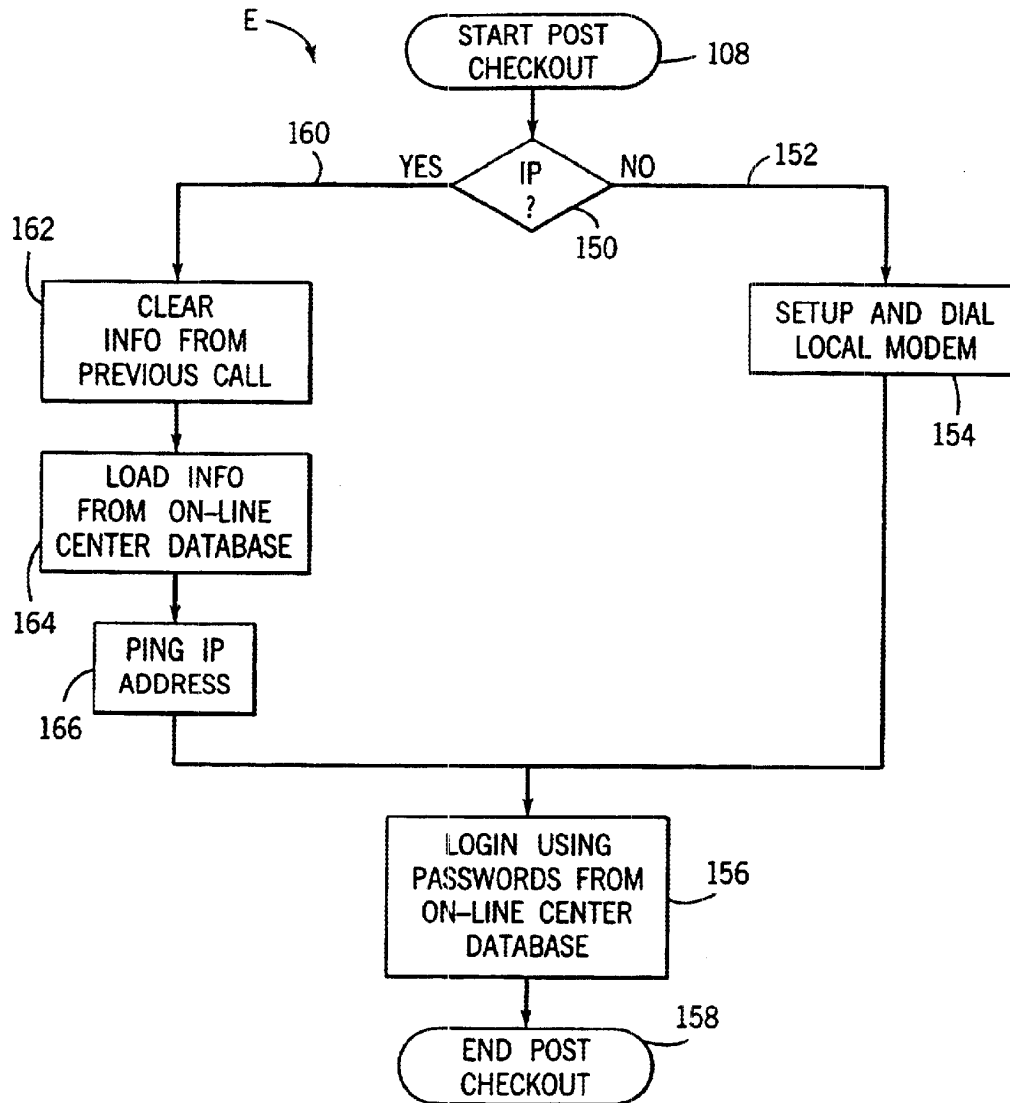 E
START POST
CHECKOUT
108
160
YES
IP
?
NO
152
150
162
CLEAR
INFO FROM
PREVIOUS CALL
SETUP AND DIAL
LOCAL MODEM
154
LOAD INFO
FROM ON-LINE
CENTER DATABASE
164
PING IP
ADDRESS
166
LOGIN USING
PASSWORDS FROM
ON-LINE CENTER
DATABASE
156
END POST
CHECKOUT
158